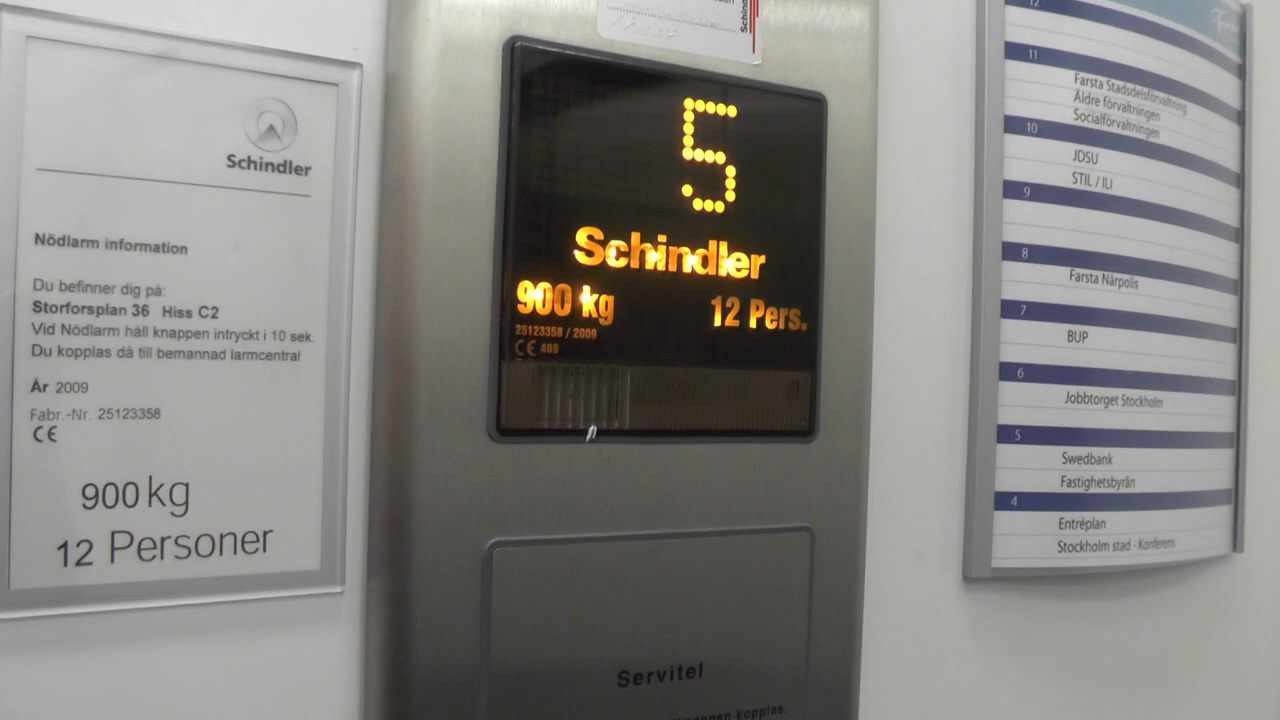 Schindler
Nödlarm information
Du befinner dig på:
Storforsplan 36 Hiss C2
Vid Nödlarm håll knappen intryckt i 10 sek.
Du kopplas då till bemannad larmcentral
År 2009
Fabr.-Nr. 25123358
CE
900 kg
12 Personer
Schindler
5
Schindler
900 kg 12 Pers.
25123358 / 2009
CE 409
Servitel
kopplas.
12
11
Farsta Stadsdelsförvaltning
Äldre förvaltningen
Socialförvaltningen
10
JDSU
STIL / ILI
9
8
Farsta Närpolis
7
BUP
6
Jobbtorget Stockholm
5
Swedbank
Fastighetsbyrån
4
Entréplan
Stockholm stad - Konferens